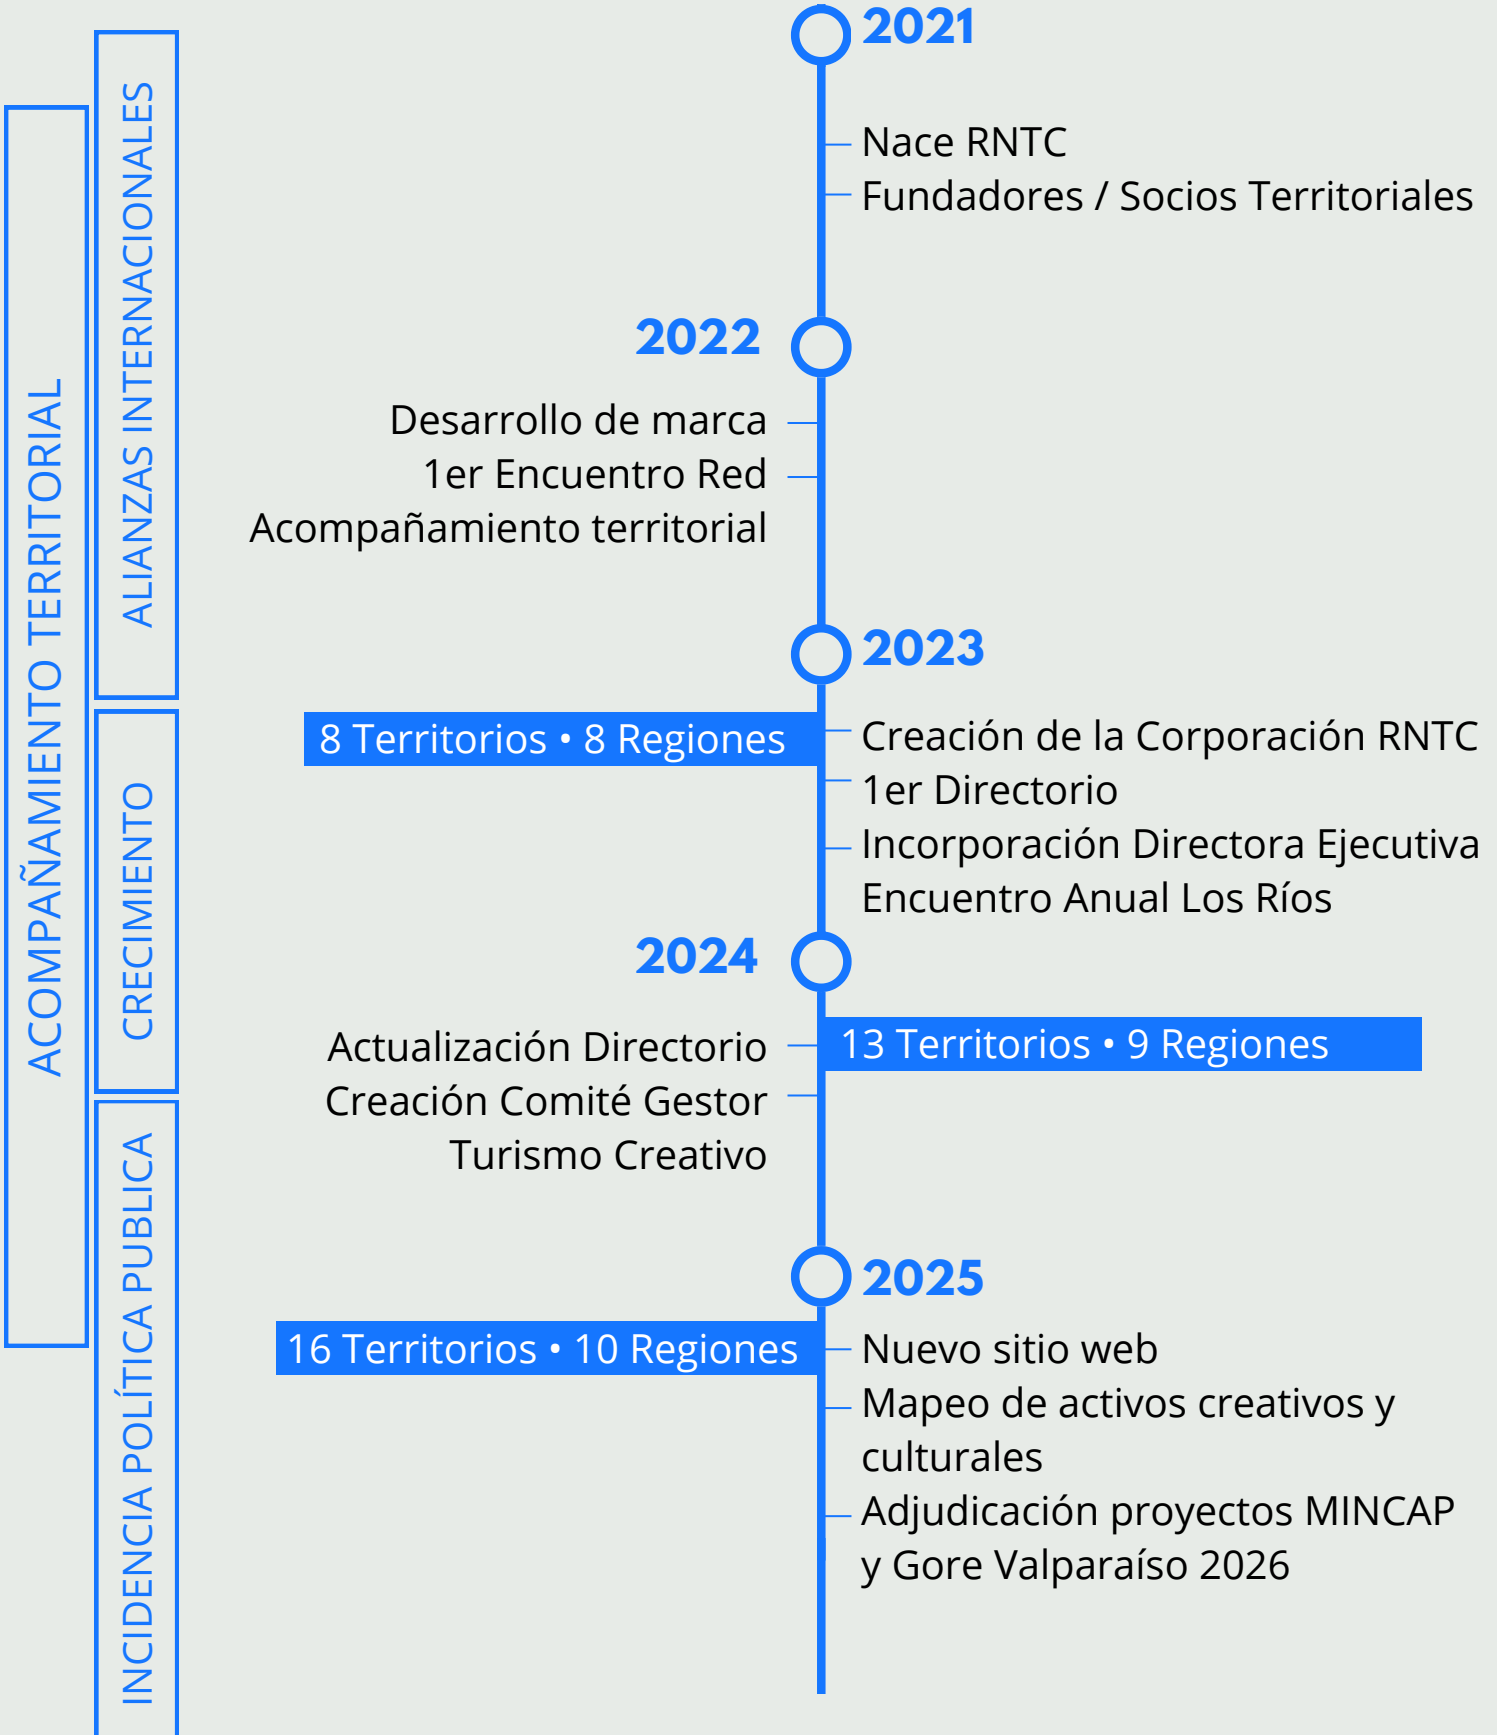 ACOMPAÑAMIENTO TERRITORIAL
ALIANZAS INTERNACIONALES
CRECIMIENTO
INCIDENCIA POLÍTICA PUBLICA
2021
Nace RNTC
Fundadores / Socios Territoriales
2022
Desarrollo de marca
1er Encuentro Red
Acompañamiento territorial
2023
8 Territorios • 8 Regiones
Creación de la Corporación RNTC
1er Directorio
Incorporación Directora Ejecutiva
Encuentro Anual Los Ríos
2024
Actualización Directorio
Creación Comité Gestor
Turismo Creativo
13 Territorios • 9 Regiones
2025
16 Territorios • 10 Regiones
Nuevo sitio web
Mapeo de activos creativos y
culturales
Adjudicación proyectos MINCAP
y Gore Valparaíso 2026